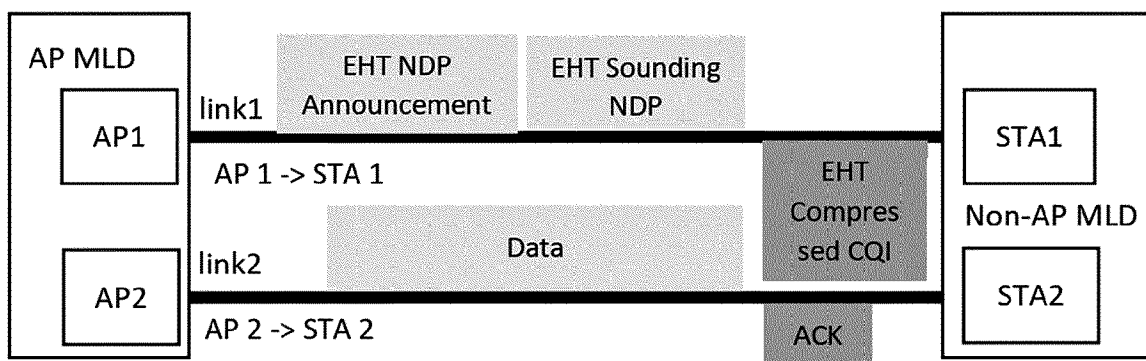 AP MLD
AP1
link1
EHT NDP
Announcement
EHT Sounding
NDP
STA1
AP 1 -> STA 1
EHT
Compres
sed CQI
Non-AP MLD
link2
Data
AP2
STA2
AP 2 -> STA 2
ACK